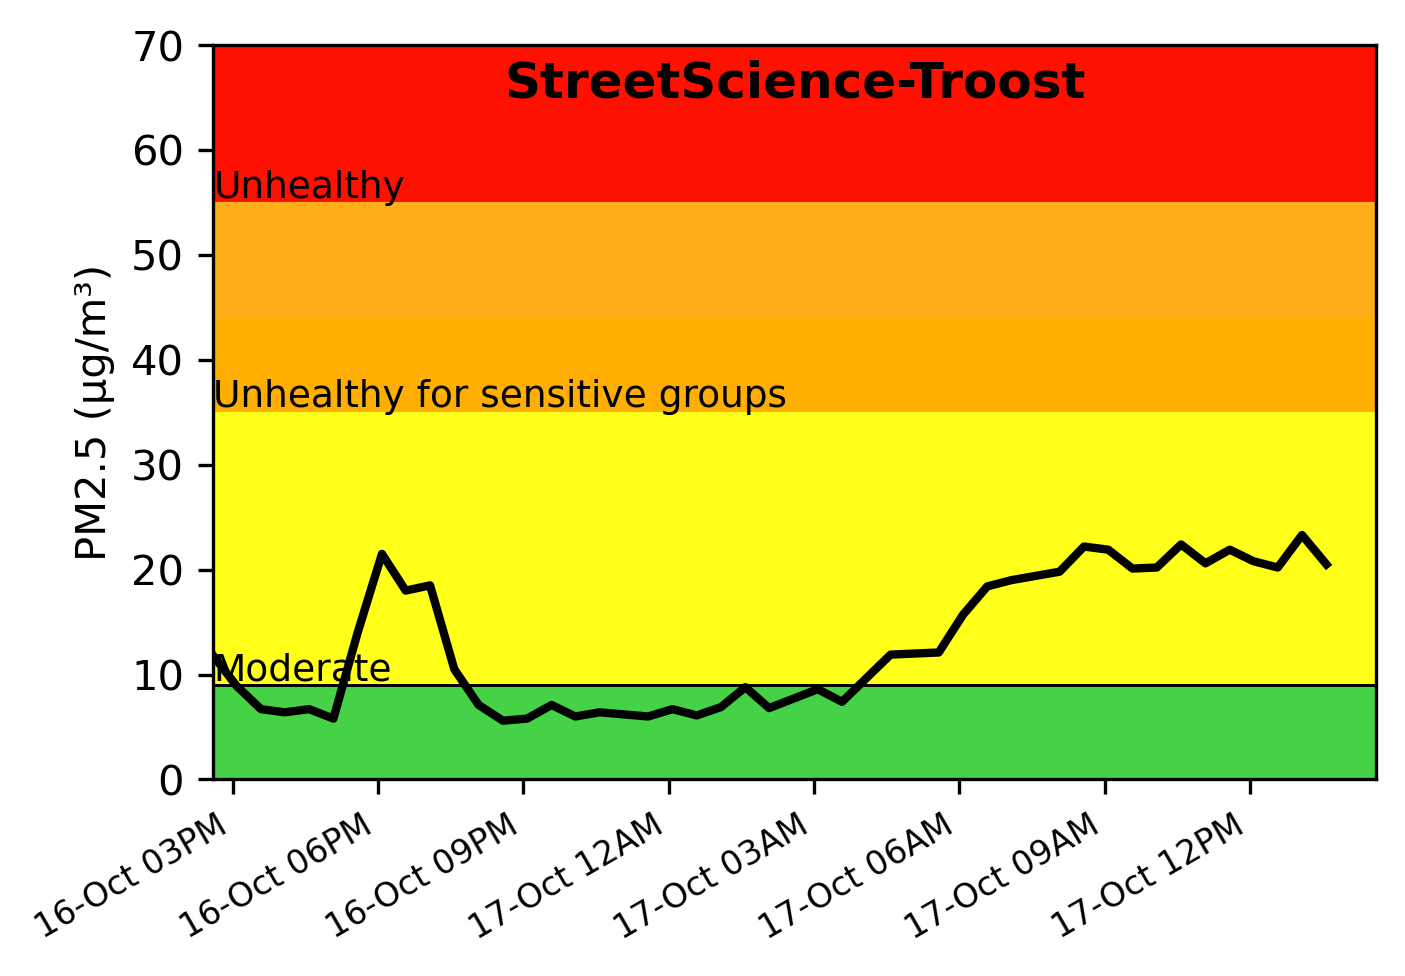 StreetScience-Troost
PM2.5 (µg/m³)
70
60
50
40
30
20
10
0
Unhealthy
Unhealthy for sensitive groups
Moderate
16-Oct 03PM
16-Oct 06PM
16-Oct 09PM
17-Oct 12AM
17-Oct 03AM
17-Oct 06AM
17-Oct 09AM
17-Oct 12PM